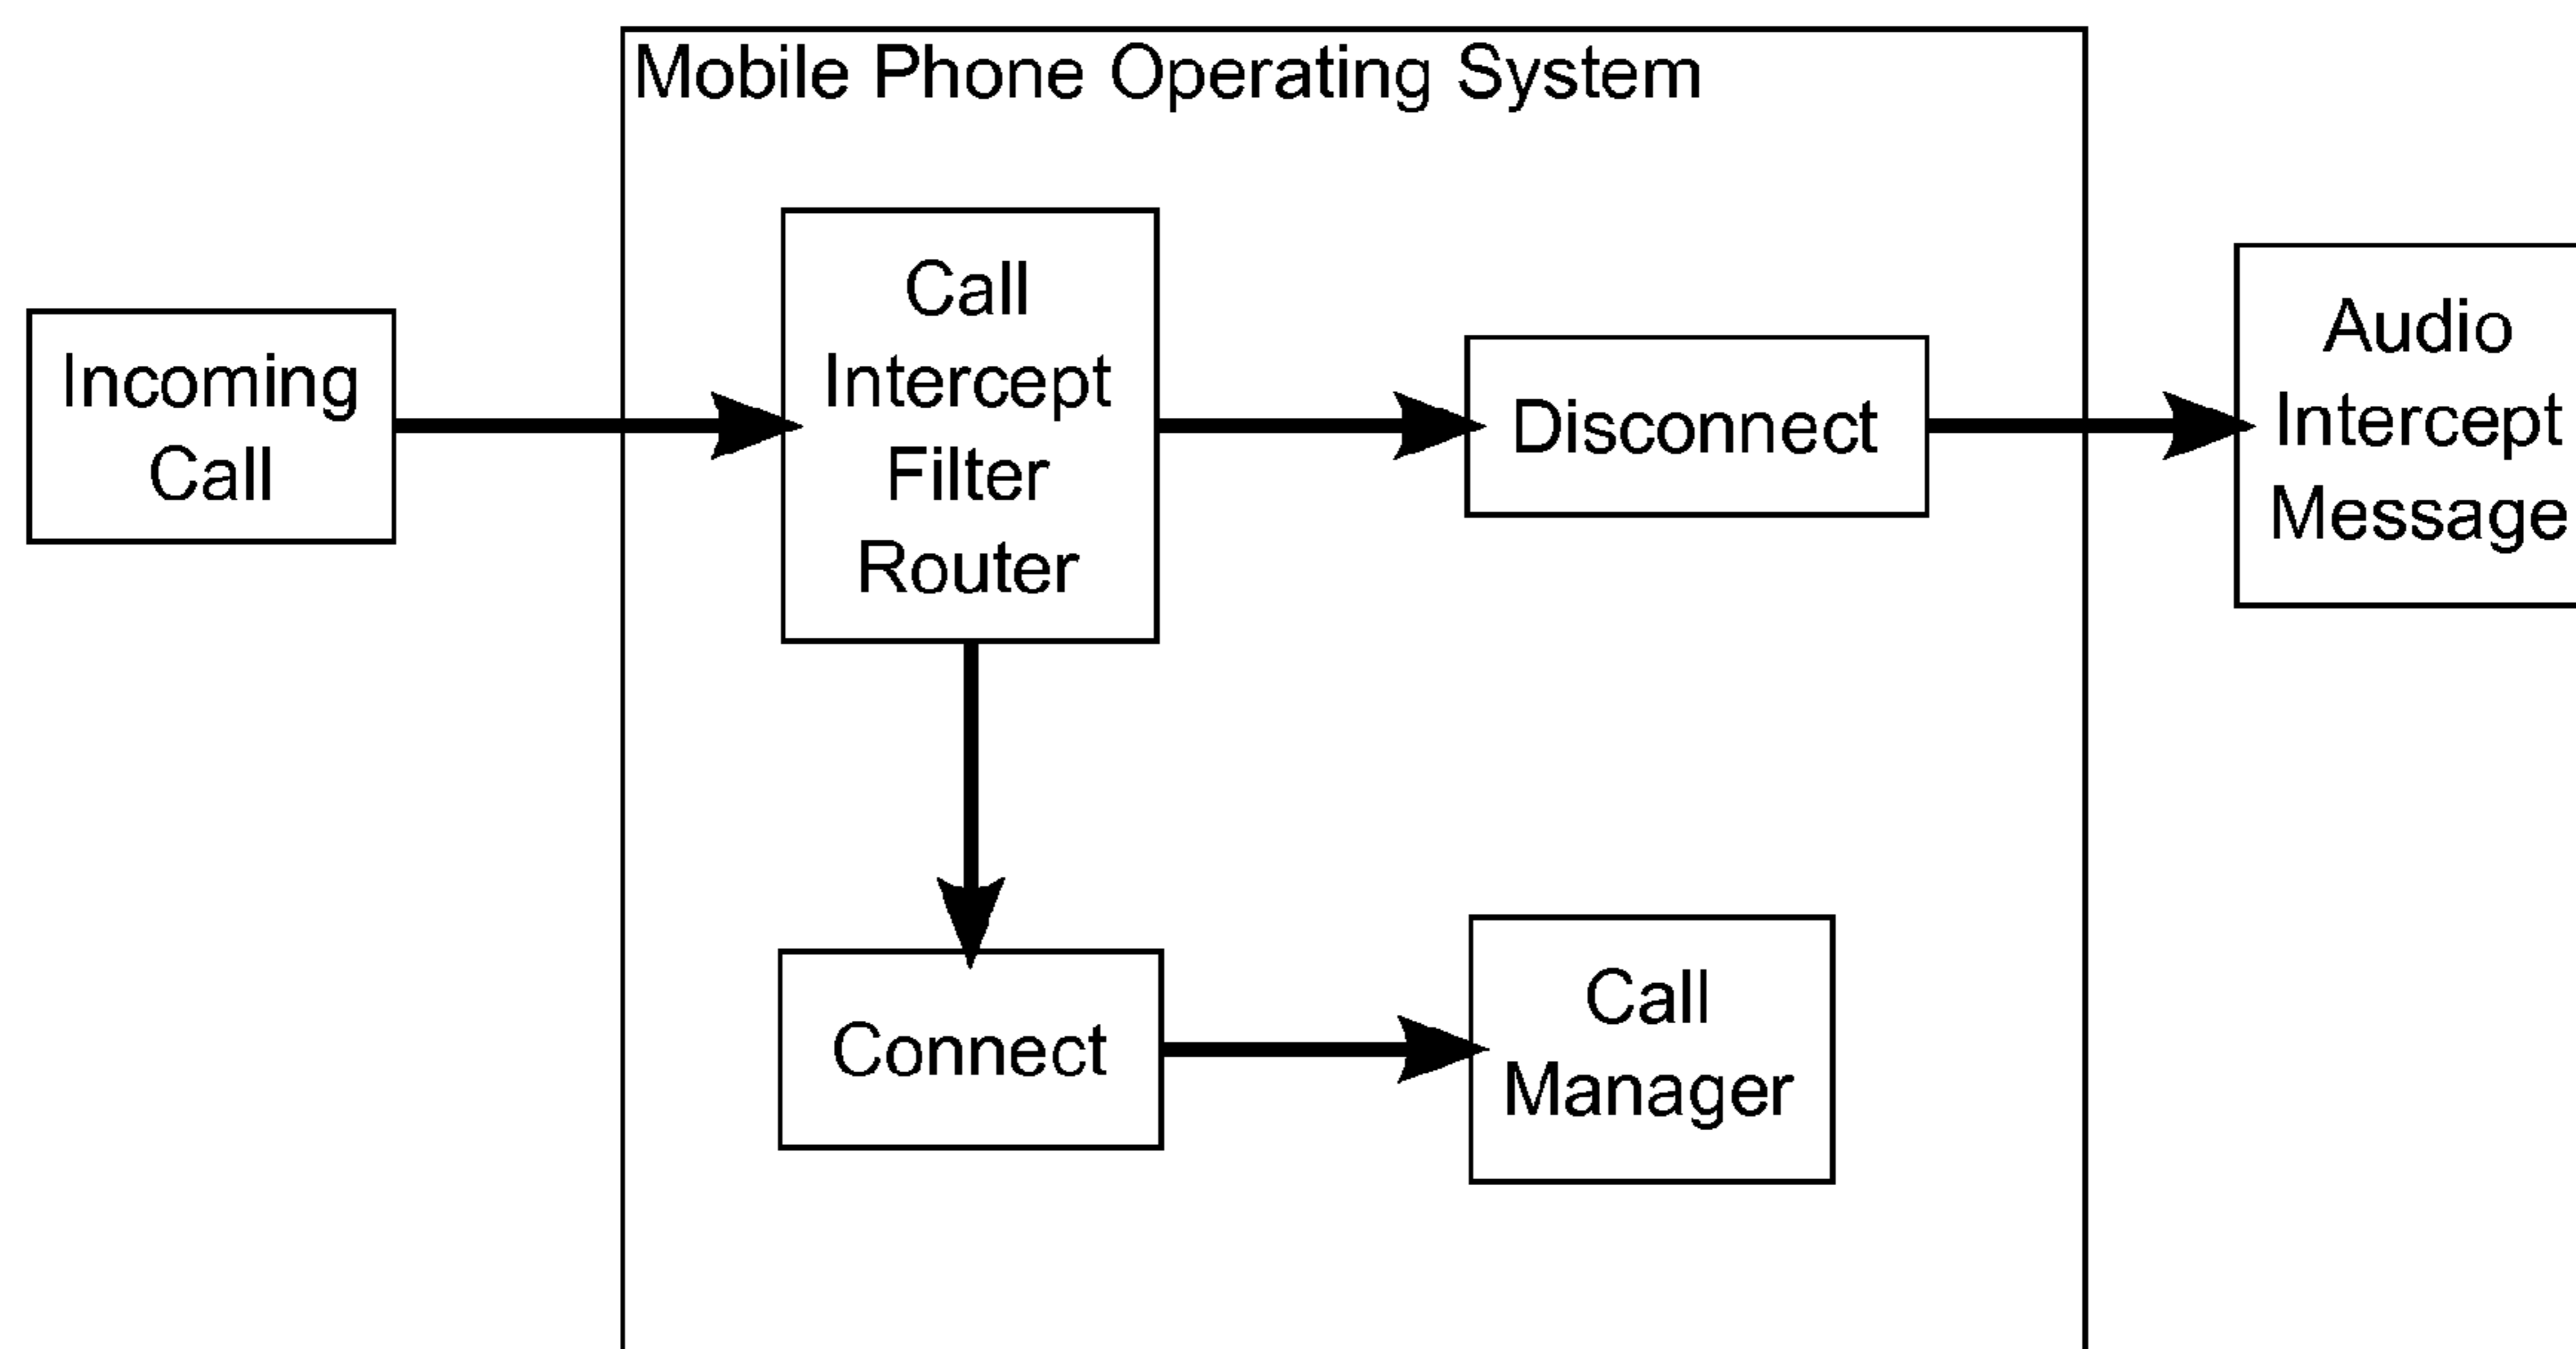 Mobile Phone Operating System
Incoming
Call
Call
Intercept
Filter
Router
Disconnect
Audio
Intercept
Message
Connect
Call
Manager